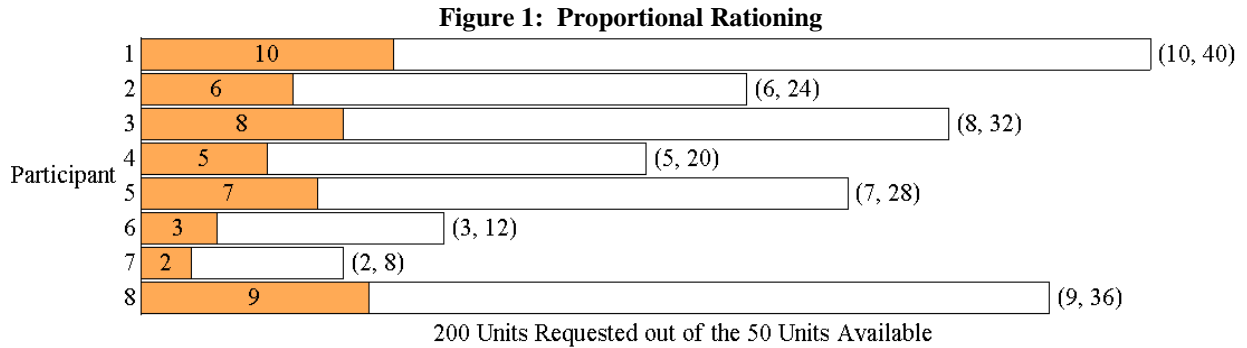 Figure 1: Proportional Rationing
1 10 (10, 40)
2 6 (6, 24)
3 8 (8, 32)
4 5 (5, 20)
Participant
5 7 (7, 28)
6 3 (3, 12)
7 2 (2, 8)
8 9 (9, 36)
200 Units Requested out of the 50 Units Available